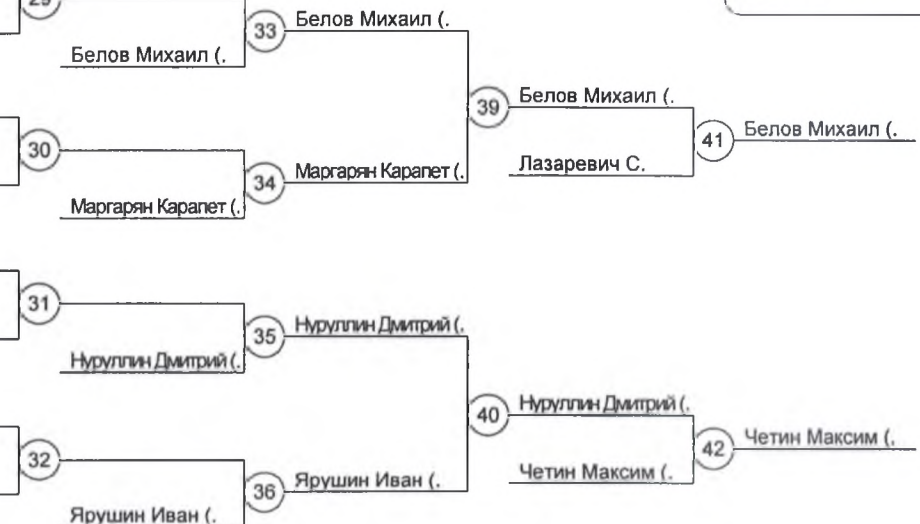 29
33 Белов Михаил (.
Белов Михаил (.
39 Белов Михаил (.
41 Белов Михаил (.
30
Лазаревич С.
34 Маргарян Карапет (.
Маргарян Карапет (.
31
35 Нуруллин Дмитрий (.
Нуруллин Дмитрий (.
40 Нуруллин Дмитрий (.
42 Четин Максим (.
32
Четин Максим (.
36 Ярушин Иван (.
Ярушин Иван (.